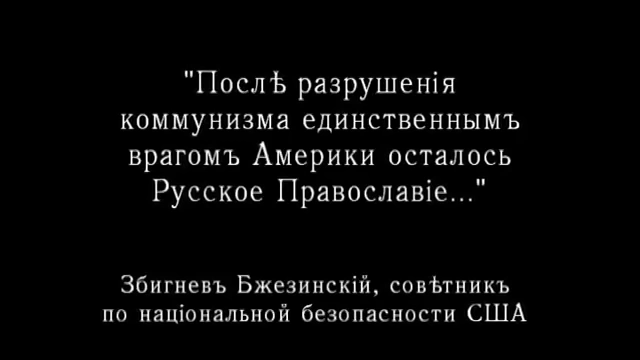 "Послѣ разрушенія
коммунизма единственнымъ
врагомъ Америки осталось
Русское Православіе..."
Збигневъ Бжезинскій, совѣтникъ
по національной безопасности США